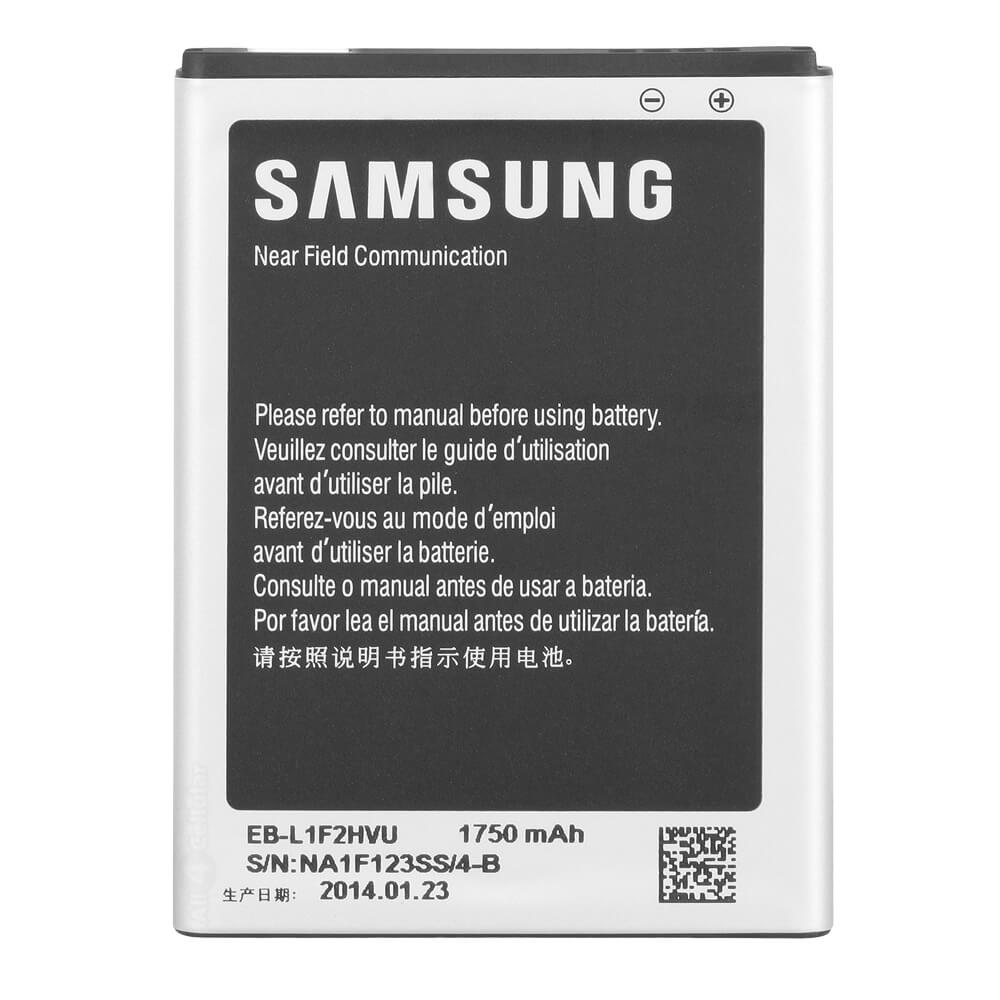 SAMSUNG
Near Field Communication
Please refer to manual before using battery.
Veuillez consulter le guide d'utilisation
avant d'utiliser la pile.
Referez-vous au mode d'emploi
avant d'utiliser la batterie.
Consulte o manual antes de usar a bateria.
Por favor lea el manual antes de utilizar la batería.
请按照说明书指示使用电池。
EB-L1F2HVU 1750 mAh
S/N:NA1F123SS/4-B
生产日期: 2014.01.23
All4Cellular